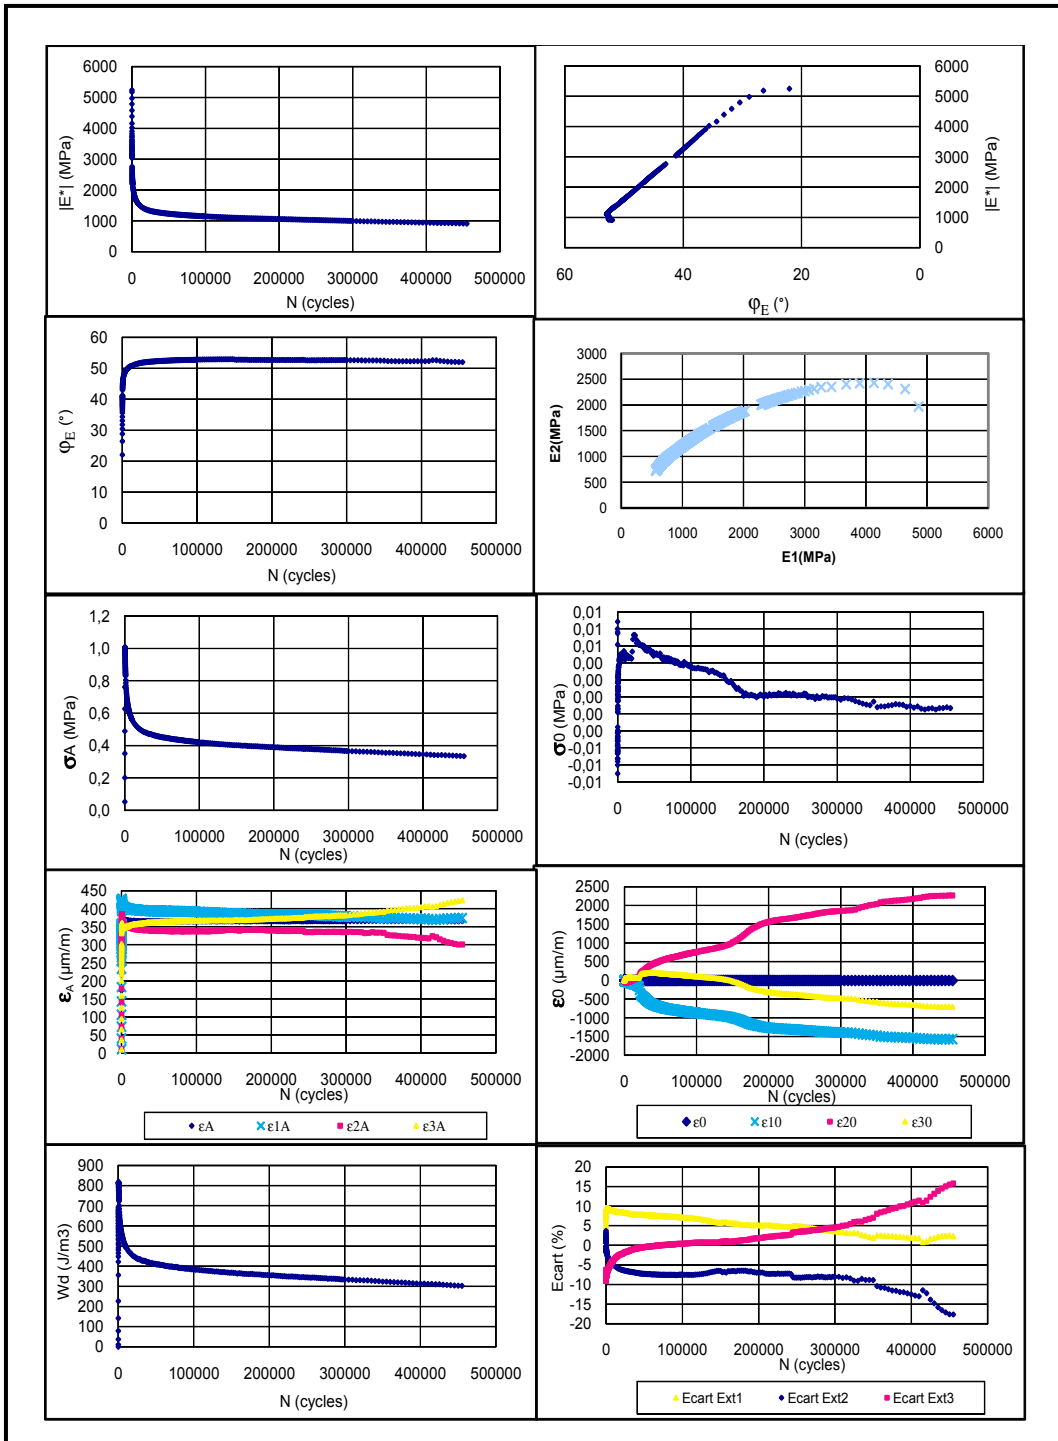 6000
5000
4000
3000
2000
1000
0
|E*| (MPa)
0 100000 200000 300000 400000 500000
N (cycles)
6000
5000
4000
3000
2000
1000
0
|E*| (MPa)
60 40 20 0
φE (°)
60
50
40
30
20
10
0
φE (°)
0 100000 200000 300000 400000 500000
N (cycles)
3000
2500
2000
1500
1000
500
0
E2(MPa)
0 1000 2000 3000 4000 5000 6000
E1(MPa)
1,2
1,0
0,8
0,6
0,4
0,2
0,0
σA (MPa)
0 100000 200000 300000 400000 500000
N (cycles)
0,01
0,01
0,01
0,00
0,00
0,00
0,00
0,00
-0,01
-0,01
-0,01
σ0 (MPa)
0 100000 200000 300000 400000 500000
N (cycles)
450
400
350
300
250
200
150
100
50
0
εA (µm/m)
0 100000 200000 300000 400000 500000
N (cycles)
εA ε1A ε2A ε3A
2500
2000
1500
1000
500
0
-500
-1000
-1500
-2000
ε0 (µm/m)
0 100000 200000 300000 400000 500000
N (cycles)
ε0 ε10 ε20 ε30
900
800
700
600
500
400
300
200
100
0
Wd (J/m3)
0 100000 200000 300000 400000 500000
N (cycles)
20
15
10
5
0
-5
-10
-15
-20
Ecart (%)
0 100000 200000 300000 400000 500000
N (cycles)
Ecart Ext1 Ecart Ext2 Ecart Ext3